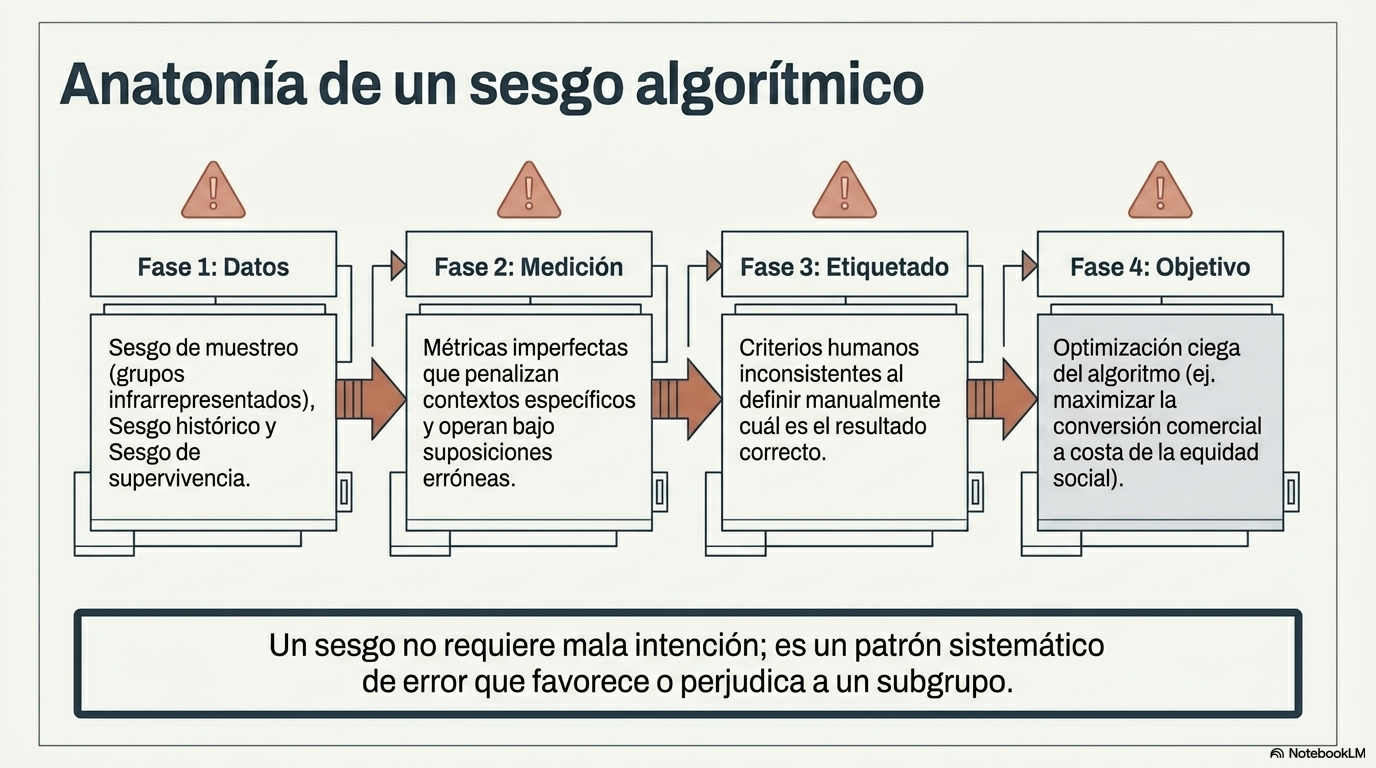 Anatomía de un sesgo algorítmico
Fase 1: Datos
Sesgo de muestreo
(grupos
infrarrepresentados),
Sesgo histórico y
Sesgo de
supervivencia.
Fase 2: Medición
Métricas imperfectas
que penalizan
contextos específicos
y operan bajo
suposiciones
erróneas.
Fase 3: Etiquetado
Criterios humanos
inconsistentes al
definir manualmente
cuál es el resultado
correcto.
Fase 4: Objetivo
Optimización ciega
del algoritmo (ej.
maximizar la
conversión comercial
a costa de la equidad
social).
Un sesgo no requiere mala intención; es un patrón sistemático
de error que favorece o perjudica a un subgrupo.
NotebookLM